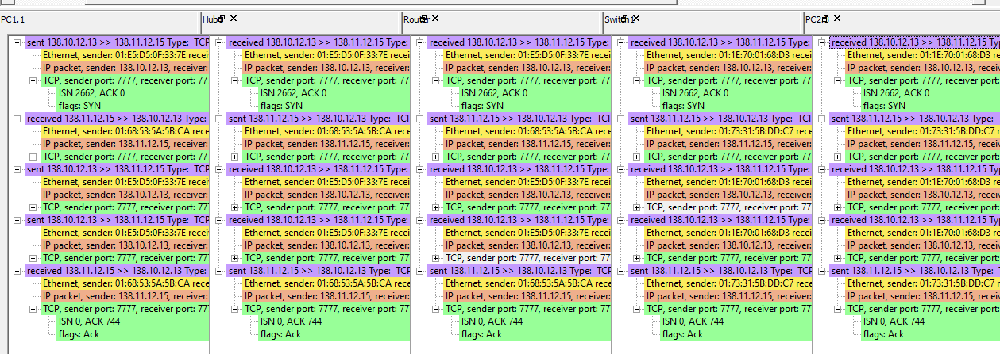 PC1.1
sent 138.10.12.13 >> 138.11.12.15 Type: TCP
Ethernet, sender: 01:E5:D5:0F:33:7E recei
IP packet, sender: 138.10.12.13, receiver:
TCP, sender port: 7777, receiver port: 77
ISN 2662, ACK 0
flags: SYN
received 138.11.12.15 >> 138.10.12.13 Type:
Ethernet, sender: 01:68:53:5A:5B:CA rece
IP packet, sender: 138.11.12.15, receiver:
TCP, sender port: 7777, receiver port: 77
sent 138.10.12.13 >> 138.11.12.15 Type: TCP
Ethernet, sender: 01:E5:D5:0F:33:7E recei
IP packet, sender: 138.10.12.13, receiver:
TCP, sender port: 7777, receiver port: 77
sent 138.10.12.13 >> 138.11.12.15 Type: TCP
Ethernet, sender: 01:E5:D5:0F:33:7E recei
IP packet, sender: 138.10.12.13, receiver:
TCP, sender port: 7777, receiver port: 77
received 138.11.12.15 >> 138.10.12.13 Type:
Ethernet, sender: 01:68:53:5A:5B:CA rece
IP packet, sender: 138.11.12.15, receiver:
TCP, sender port: 7777, receiver port: 77
ISN 0, ACK 744
flags: Ack
Hub
received 138.10.12.13 >> 138.11.12.15 Type:
Ethernet, sender: 01:E5:D5:0F:33:7E recei
IP packet, sender: 138.10.12.13, receiver:
TCP, sender port: 7777, receiver port: 77
ISN 2662, ACK 0
flags: SYN
sent 138.11.12.15 >> 138.10.12.13 Type: TCP
Ethernet, sender: 01:68:53:5A:5B:CA rece
IP packet, sender: 138.11.12.15, receiver:
TCP, sender port: 7777, receiver port: 77
received 138.10.12.13 >> 138.11.12.15 Type:
Ethernet, sender: 01:E5:D5:0F:33:7E recei
IP packet, sender: 138.10.12.13, receiver:
TCP, sender port: 7777, receiver port: 77
received 138.10.12.13 >> 138.11.12.15 Type:
Ethernet, sender: 01:E5:D5:0F:33:7E recei
IP packet, sender: 138.10.12.13, receiver:
TCP, sender port: 7777, receiver port: 77
sent 138.11.12.15 >> 138.10.12.13 Type: TCP
Ethernet, sender: 01:68:53:5A:5B:CA rece
IP packet, sender: 138.11.12.15, receiver:
TCP, sender port: 7777, receiver port: 77
ISN 0, ACK 744
flags: Ack
Router
received 138.10.12.13 >> 138.11.12.15 Type:
Ethernet, sender: 01:E5:D5:0F:33:7E recei
IP packet, sender: 138.10.12.13, receiver:
TCP, sender port: 7777, receiver port: 77
ISN 2662, ACK 0
flags: SYN
sent 138.11.12.15 >> 138.10.12.13 Type: TCP
Ethernet, sender: 01:68:53:5A:5B:CA rece
IP packet, sender: 138.11.12.15, receiver:
TCP, sender port: 7777, receiver port: 77
received 138.10.12.13 >> 138.11.12.15 Type:
Ethernet, sender: 01:E5:D5:0F:33:7E recei
IP packet, sender: 138.10.12.13, receiver:
TCP, sender port: 7777, receiver port: 77
received 138.10.12.13 >> 138.11.12.15 Type:
Ethernet, sender: 01:E5:D5:0F:33:7E recei
IP packet, sender: 138.10.12.13, receiver:
TCP, sender port: 7777, receiver port: 77
sent 138.11.12.15 >> 138.10.12.13 Type: TCP
Ethernet, sender: 01:68:53:5A:5B:CA rece
IP packet, sender: 138.11.12.15, receiver:
TCP, sender port: 7777, receiver port: 77
ISN 0, ACK 744
flags: Ack
Switch1
received 138.10.12.13 >> 138.11.12.15 Type:
Ethernet, sender: 01:1E:70:01:68:D3 recei
IP packet, sender: 138.10.12.13, receiver:
TCP, sender port: 7777, receiver port: 77
ISN 2662, ACK 0
flags: SYN
sent 138.11.12.15 >> 138.10.12.13 Type: TCP
Ethernet, sender: 01:73:31:5B:DD:C7 rece
IP packet, sender: 138.11.12.15, receiver:
TCP, sender port: 7777, receiver port: 77
received 138.10.12.13 >> 138.11.12.15 Type:
Ethernet, sender: 01:1E:70:01:68:D3 recei
IP packet, sender: 138.10.12.13, receiver:
TCP, sender port: 7777, receiver port: 77
received 138.10.12.13 >> 138.11.12.15 Type:
Ethernet, sender: 01:1E:70:01:68:D3 recei
IP packet, sender: 138.10.12.13, receiver:
TCP, sender port: 7777, receiver port: 77
sent 138.11.12.15 >> 138.10.12.13 Type: TCP
Ethernet, sender: 01:73:31:5B:DD:C7 rece
IP packet, sender: 138.11.12.15, receiver:
TCP, sender port: 7777, receiver port: 77
ISN 0, ACK 744
flags: Ack
received 138.10.12.13 >> 138.11.12.15 Typ
Ethernet, sender: 01:1E:70:01:68:D3 re
IP packet, sender: 138.10.12.13, receiv
TCP, sender port: 7777, receiver port:
ISN 2662, ACK 0
flags: SYN
sent 138.11.12.15 >> 138.10.12.13 Type: T
Ethernet, sender: 01:73:31:5B:DD:C7 r
IP packet, sender: 138.11.12.15, receiv
TCP, sender port: 7777, receiver port:
received 138.10.12.13 >> 138.11.12.15 Typ
Ethernet, sender: 01:1E:70:01:68:D3 re
IP packet, sender: 138.10.12.13, receiv
TCP, sender port: 7777, receiver port:
received 138.10.12.13 >> 138.11.12.15 Typ
Ethernet, sender: 01:1E:70:01:68:D3 re
IP packet, sender: 138.10.12.13, receiv
TCP, sender port: 7777, receiver port:
sent 138.11.12.15 >> 138.10.12.13 Type: T
Ethernet, sender: 01:73:31:5B:DD:C7 r
IP packet, sender: 138.11.12.15, receiv
TCP, sender port: 7777, receiver port:
ISN 0, ACK 744
flags: Ack